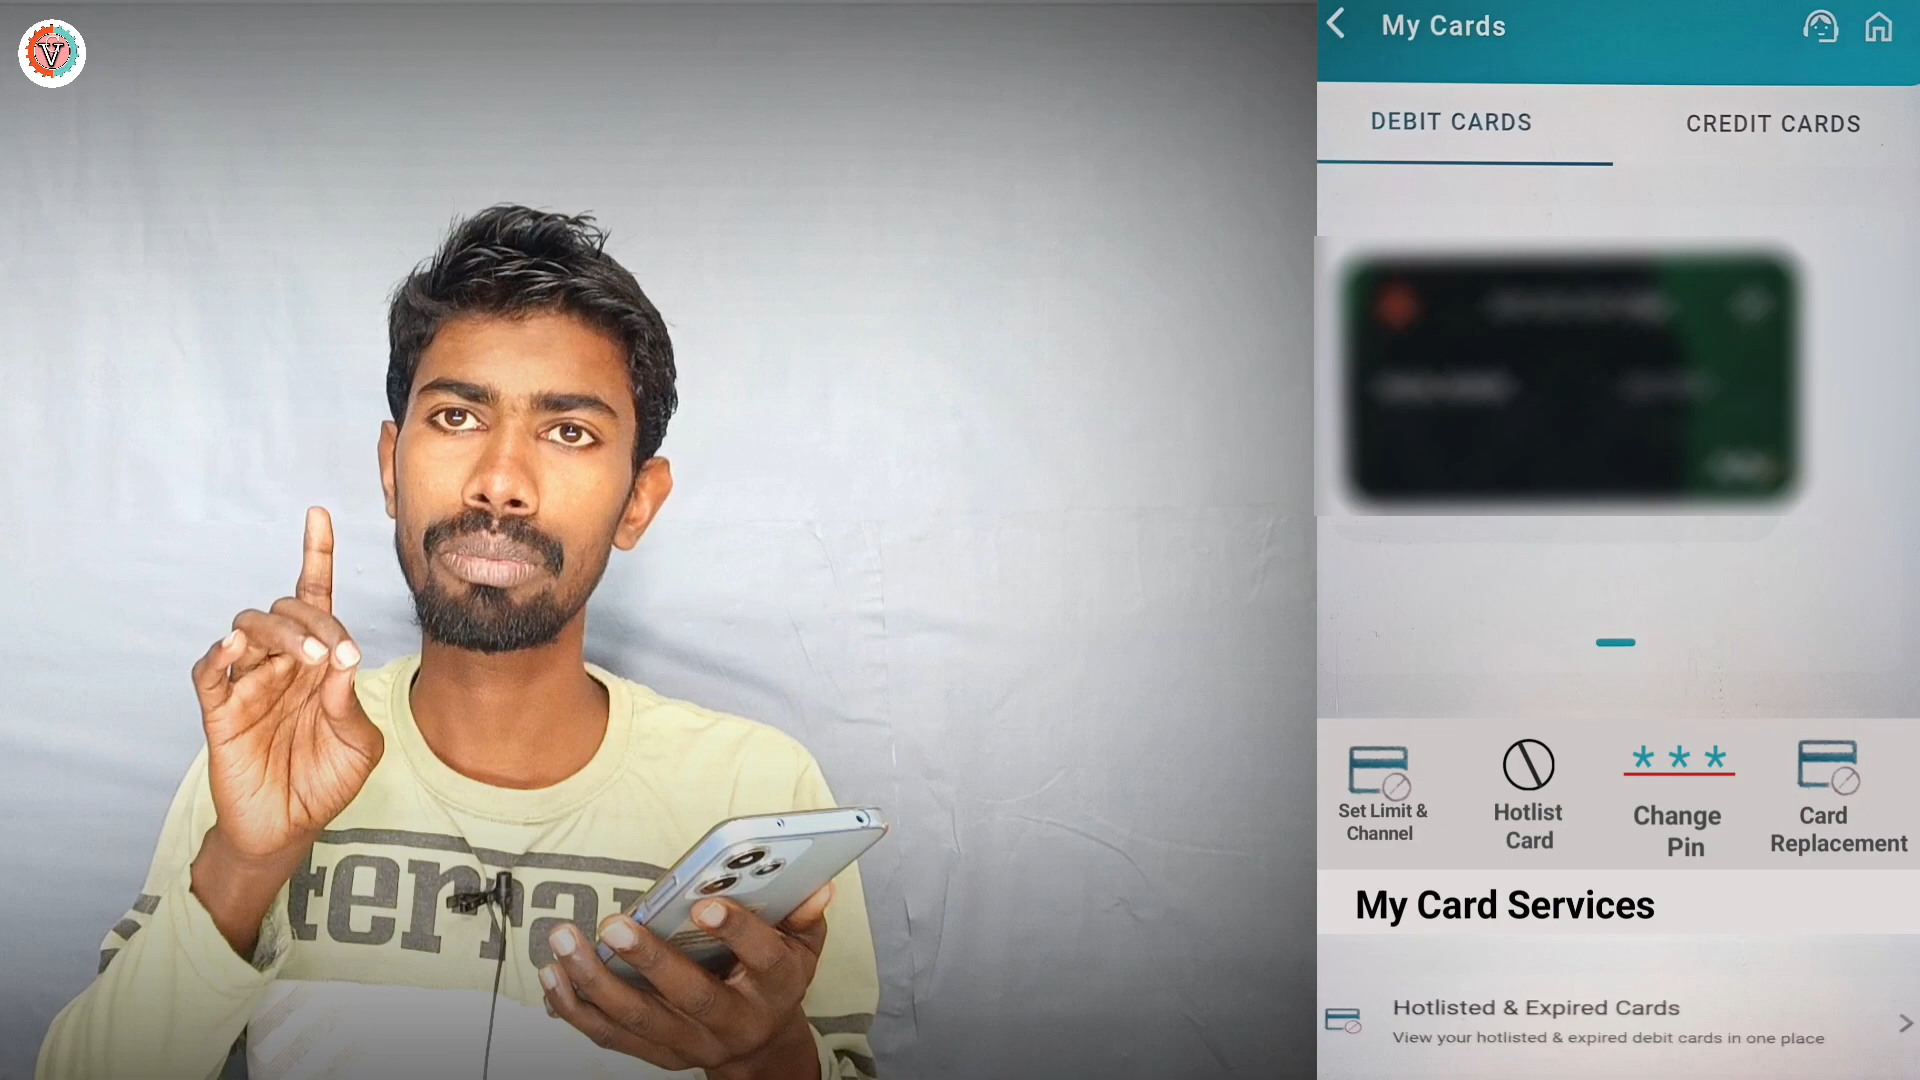 V
My Cards
DEBIT CARDS
CREDIT CARDS
Set Limit &
Channel
Hotlist
Card
* * *
Change
Pin
Card
Replacement
My Card Services
Hotlisted & Expired Cards
View your hotlisted & expired debit cards in one place